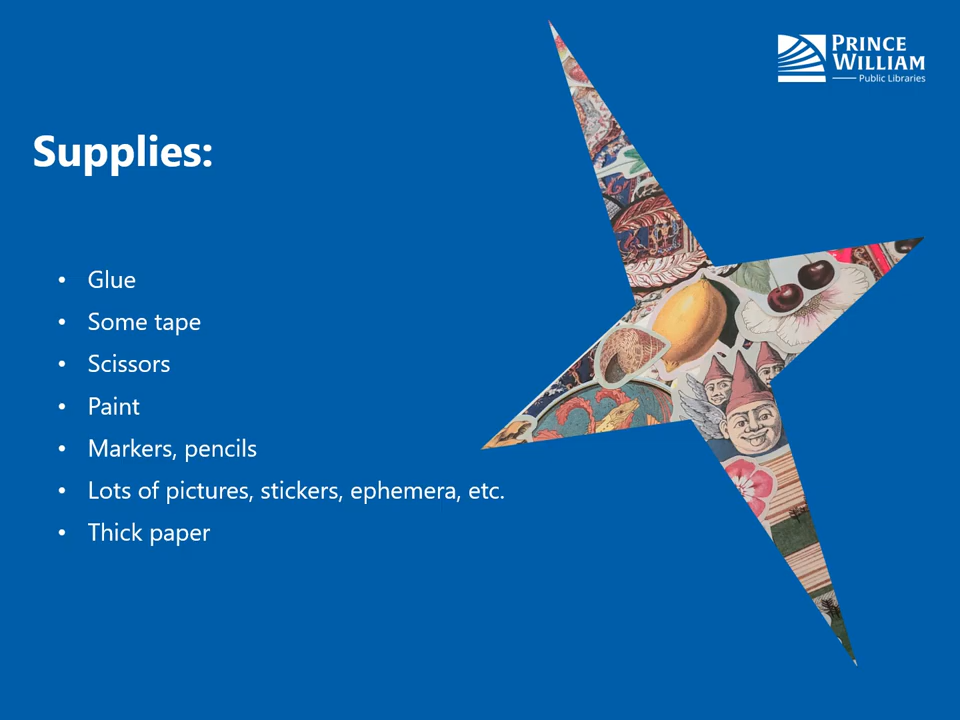 PRINCE
WILLIAM
Public Libraries
Supplies:
• Glue
• Some tape
• Scissors
• Paint
• Markers, pencils
• Lots of pictures, stickers, ephemera, etc.
• Thick paper